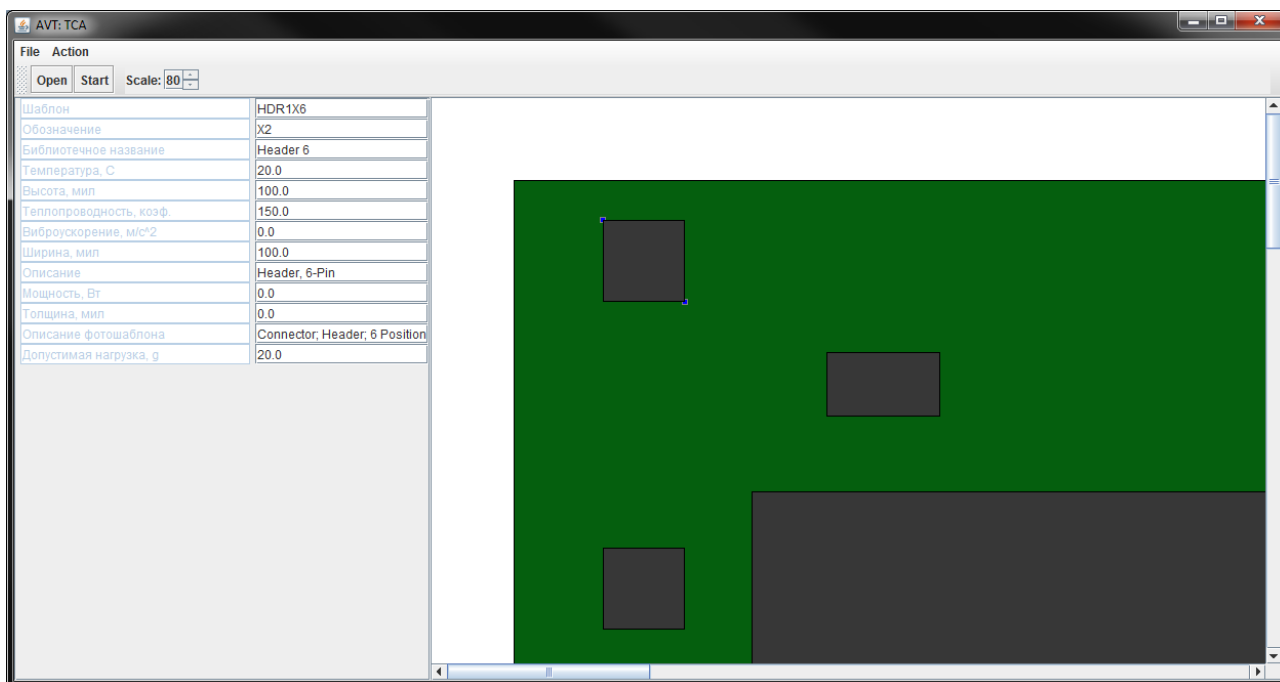 AVT: TCA
File Action
Open Start Scale: 80
Шаблон HDR1X6
Обозначение X2
Библиотечное название Header 6
Температура, С 20.0
Высота, мил 100.0
Теплопроводность, коэф. 150.0
Виброускорение, м/с^2 0.0
Ширина, мил 100.0
Описание Header, 6-Pin
Мощность, Вт 0.0
Толщина, мил 0.0
Описание фотошаблона Connector; Header; 6 Position
Допустимая нагрузка, g 20.0